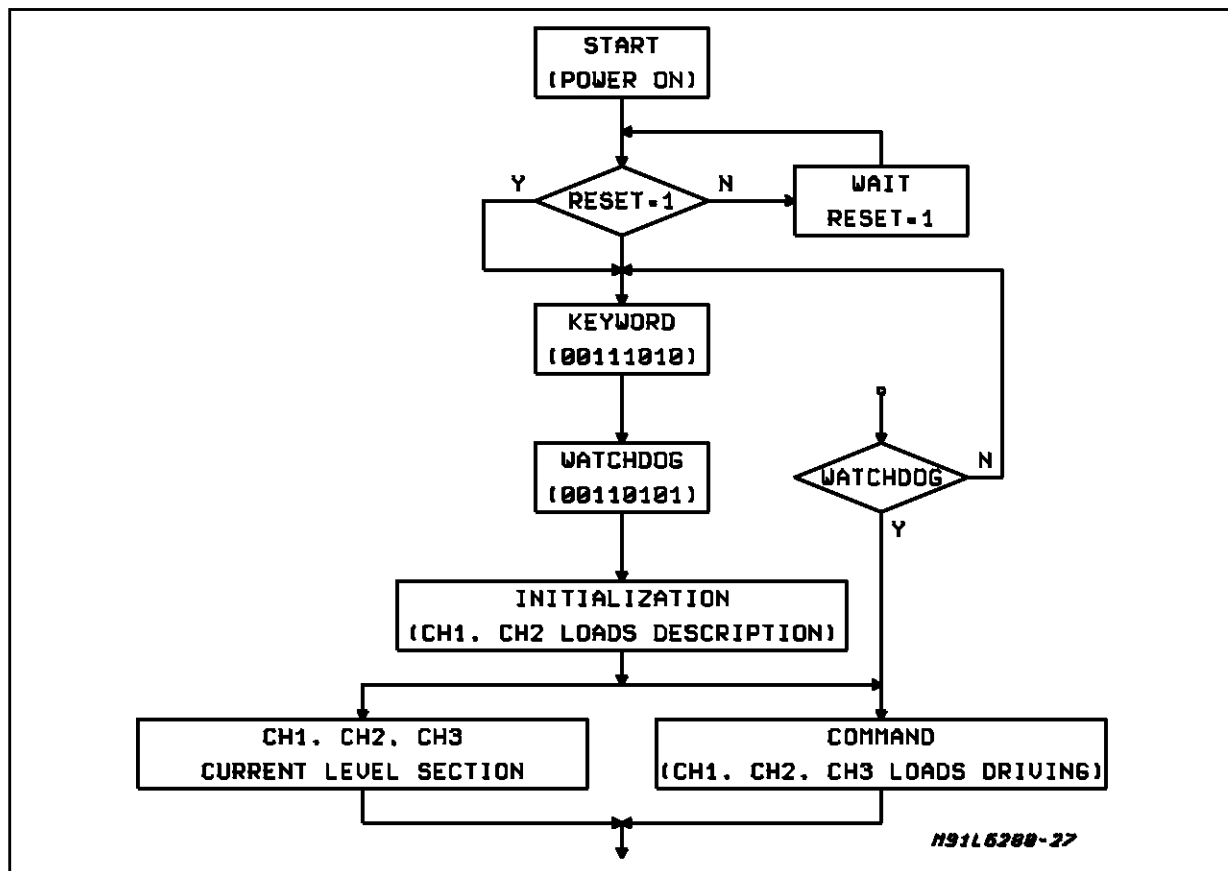 START
(POWER ON)
Y
RESET=1
N
WAIT
RESET=1
KEYWORD
(00111010)
WATCHDOG
(00110101)
WATCHDOG
N
Y
INITIALIZATION
(CH1, CH2 LOADS DESCRIPTION)
CH1, CH2, CH3
CURRENT LEVEL SECTION
COMMAND
(CH1, CH2, CH3 LOADS DRIVING)
M91L6280-27